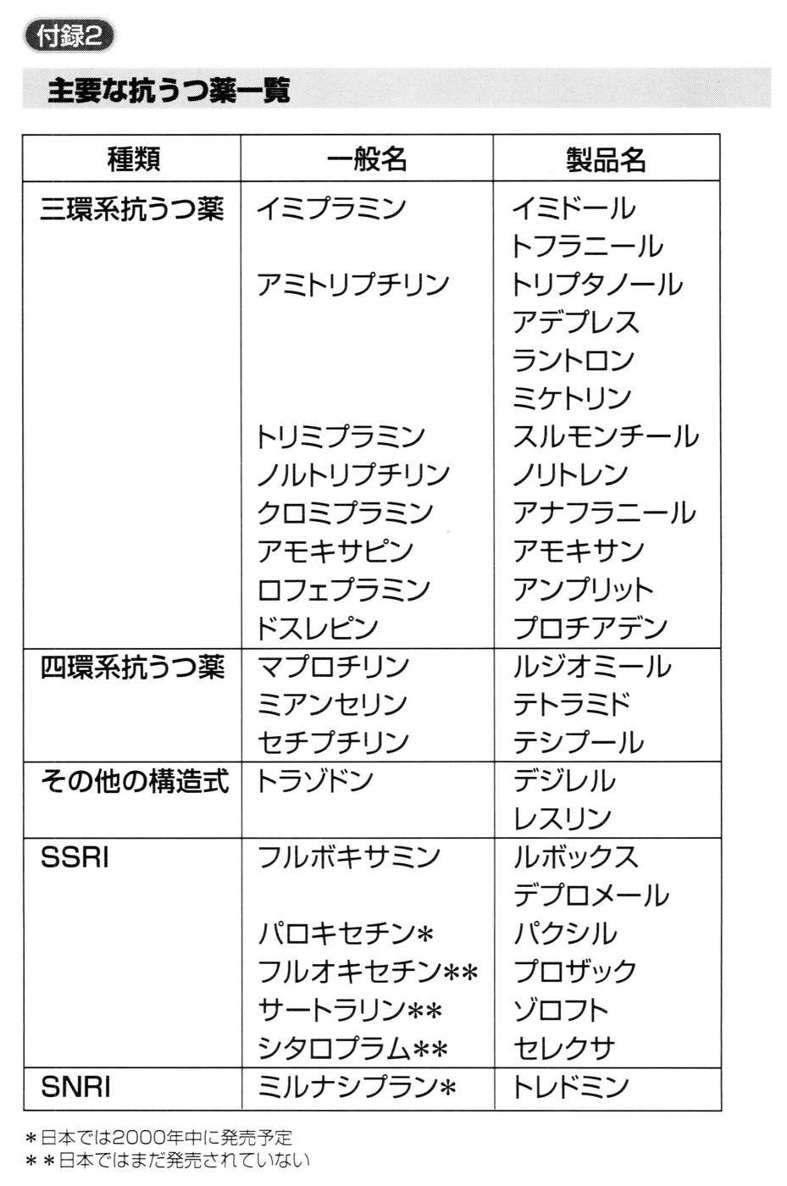 付録2
主要な抗うつ薬一覧
種類 一般名 製品名
三環系抗うつ薬 イミプラミン イミドール
トフラニール
アミトリプチリン トリプタノール
アデプレス
ラントロン
ミケトリン
トリミプラミン スルモンチール
ノルトリプチリン ノリトレン
クロミプラミン アナフラニール
アモキサピン アモキサン
ロフェプラミン アンプリット
ドスレピン プロチアデン
四環系抗うつ薬 マプロチリン ルジオミール
ミアンセリン テトラミド
セチプチリン テシプール
その他の構造式 トラゾドン デジレル
レスリン
SSRI フルボキサミン ルボックス
デプロメール
パロキセチン* パクシル
フルオキセチン** プロザック
サートラリン** ゾロフト
シタロプラム** セレクサ
SNRI ミルナシプラン* トレドミン
*日本では2000年中に発売予定
**日本ではまだ発売されていない